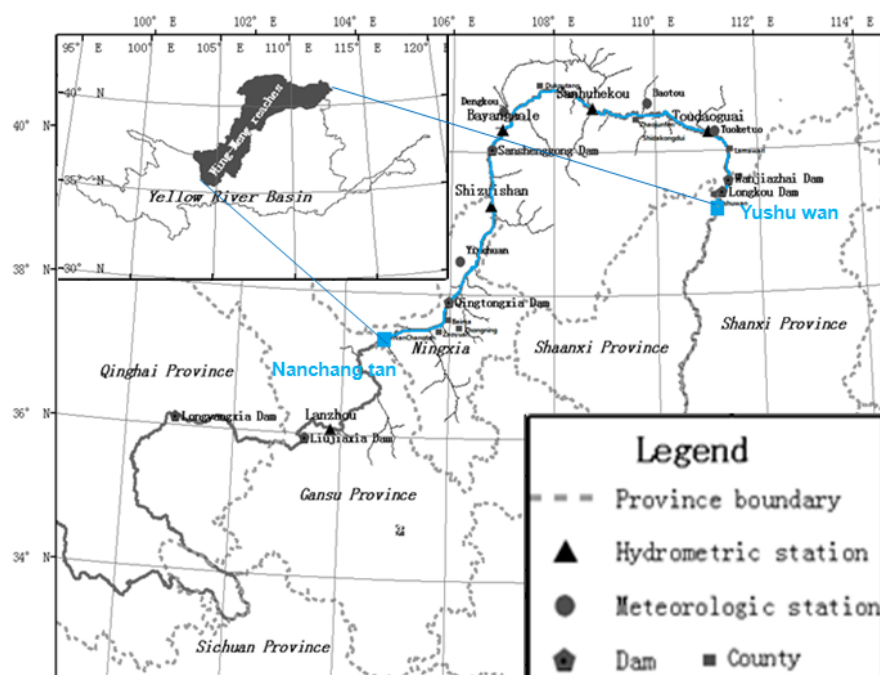 100° E 102° E 104° E 106° E 108° E 110° E 112° E 114° E
95° E 100° E 105° E 110° E 115° E 120° E
40° N
35° N
30° N
Ning-Meng reaches
Yellow River Basin
40° N
38° N
36° N
34° N
Dengkou
Sanhuhekou
Baotou
Bayangaole
Toudaoguai
Tuoketuo
Sanshenggong Dam
Shidekongdui
Lamawan
Wanjiazhai Dam
Longkou Dam
Shizuishan
Yushu wan
Yinchuan
Qingtongxia Dam
Zhongning
Nanchang tan
Ningxia
Shaanxi Province
Shanxi Province
Qinghai Province
Longyangxia Dam
Lanzhou
Liujiaxia Dam
Gansu Province
Sichuan Province
Legend
Province boundary
Hydrometric station
Meteorologic station
Dam
County